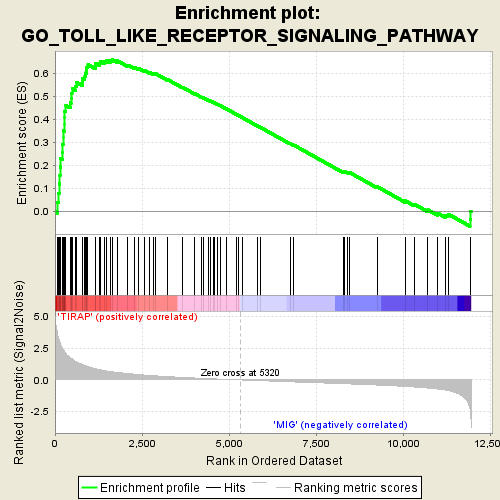 Enrichment plot:
GO_TOLL_LIKE_RECEPTOR_SIGNALING_PATHWAY
Enrichment score (ES)
0.6
0.5
0.4
0.3
0.2
0.1
0.0
Ranked list metric (Signal2Noise)
5.0
2.5
0.0
-2.5
'TIRAP' (positively correlated)
Zero cross at 5320
'MIG' (negatively correlated)
0 2,500 5,000 7,500 10,000 12,500
Rank in Ordered Dataset
Enrichment profile Hits Ranking metric scores